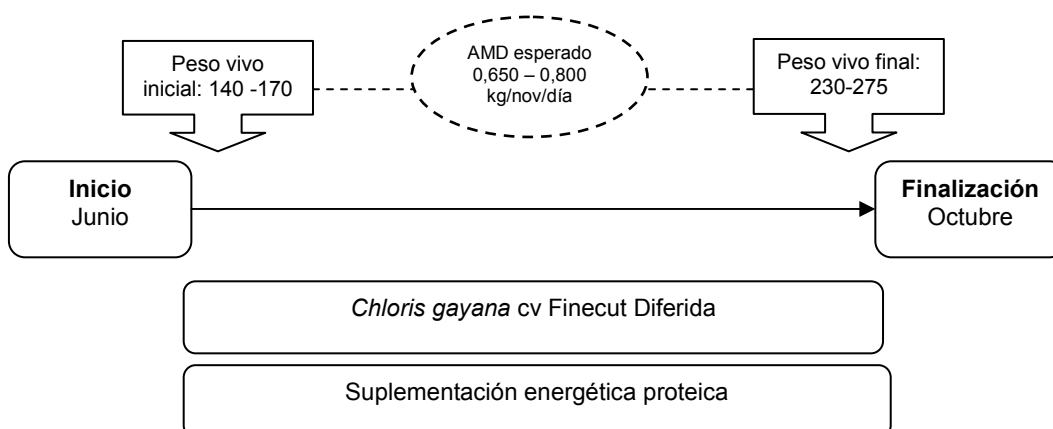 Peso vivo
inicial: 140 -170
AMD esperado
0,650 – 0,800
kg/nov/día
Peso vivo final:
230-275
Inicio
Junio
Finalización
Octubre
Chloris gayana cv Finecut Diferida
Suplementación energética proteica